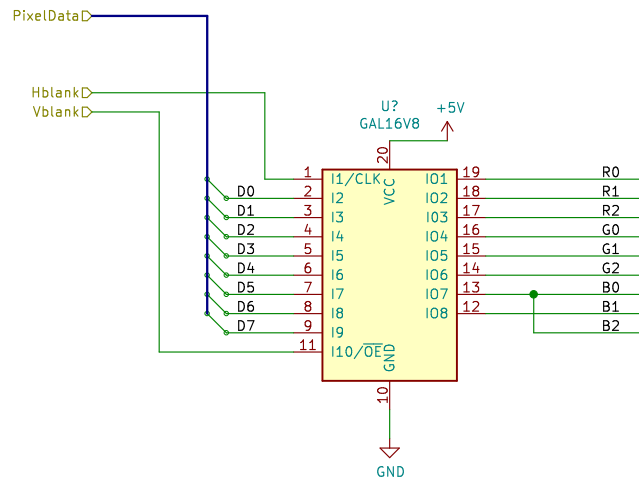 PixelData
Hblank
Vblank
U?
GAL16V8
+5V
20
VCC
1 I1/CLK IO1 19 R0
D0 2 I2 IO2 18 R1
D1 3 I3 I03 17 R2
D2 4 I4 IO4 16 G0
D3 5 I5 IO5 15 G1
D4 6 I6 IO6 14 G2
D5 7 I7 IO7 13 B0
D6 8 I8 IO8 12 B1
D7 9 I9 B2
11 I10/OE
GND
10
GND